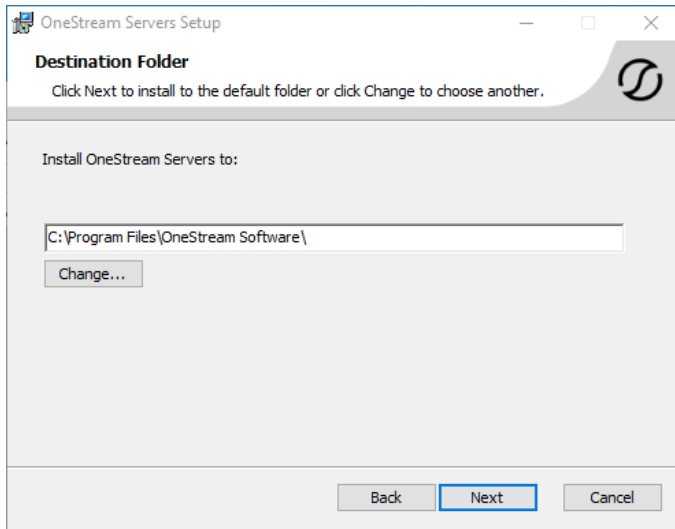 OneStream Servers Setup
Destination Folder
Click Next to install to the default folder or click Change to choose another.
Install OneStream Servers to:
C:\Program Files\OneStream Software\
Change...
Back Next Cancel